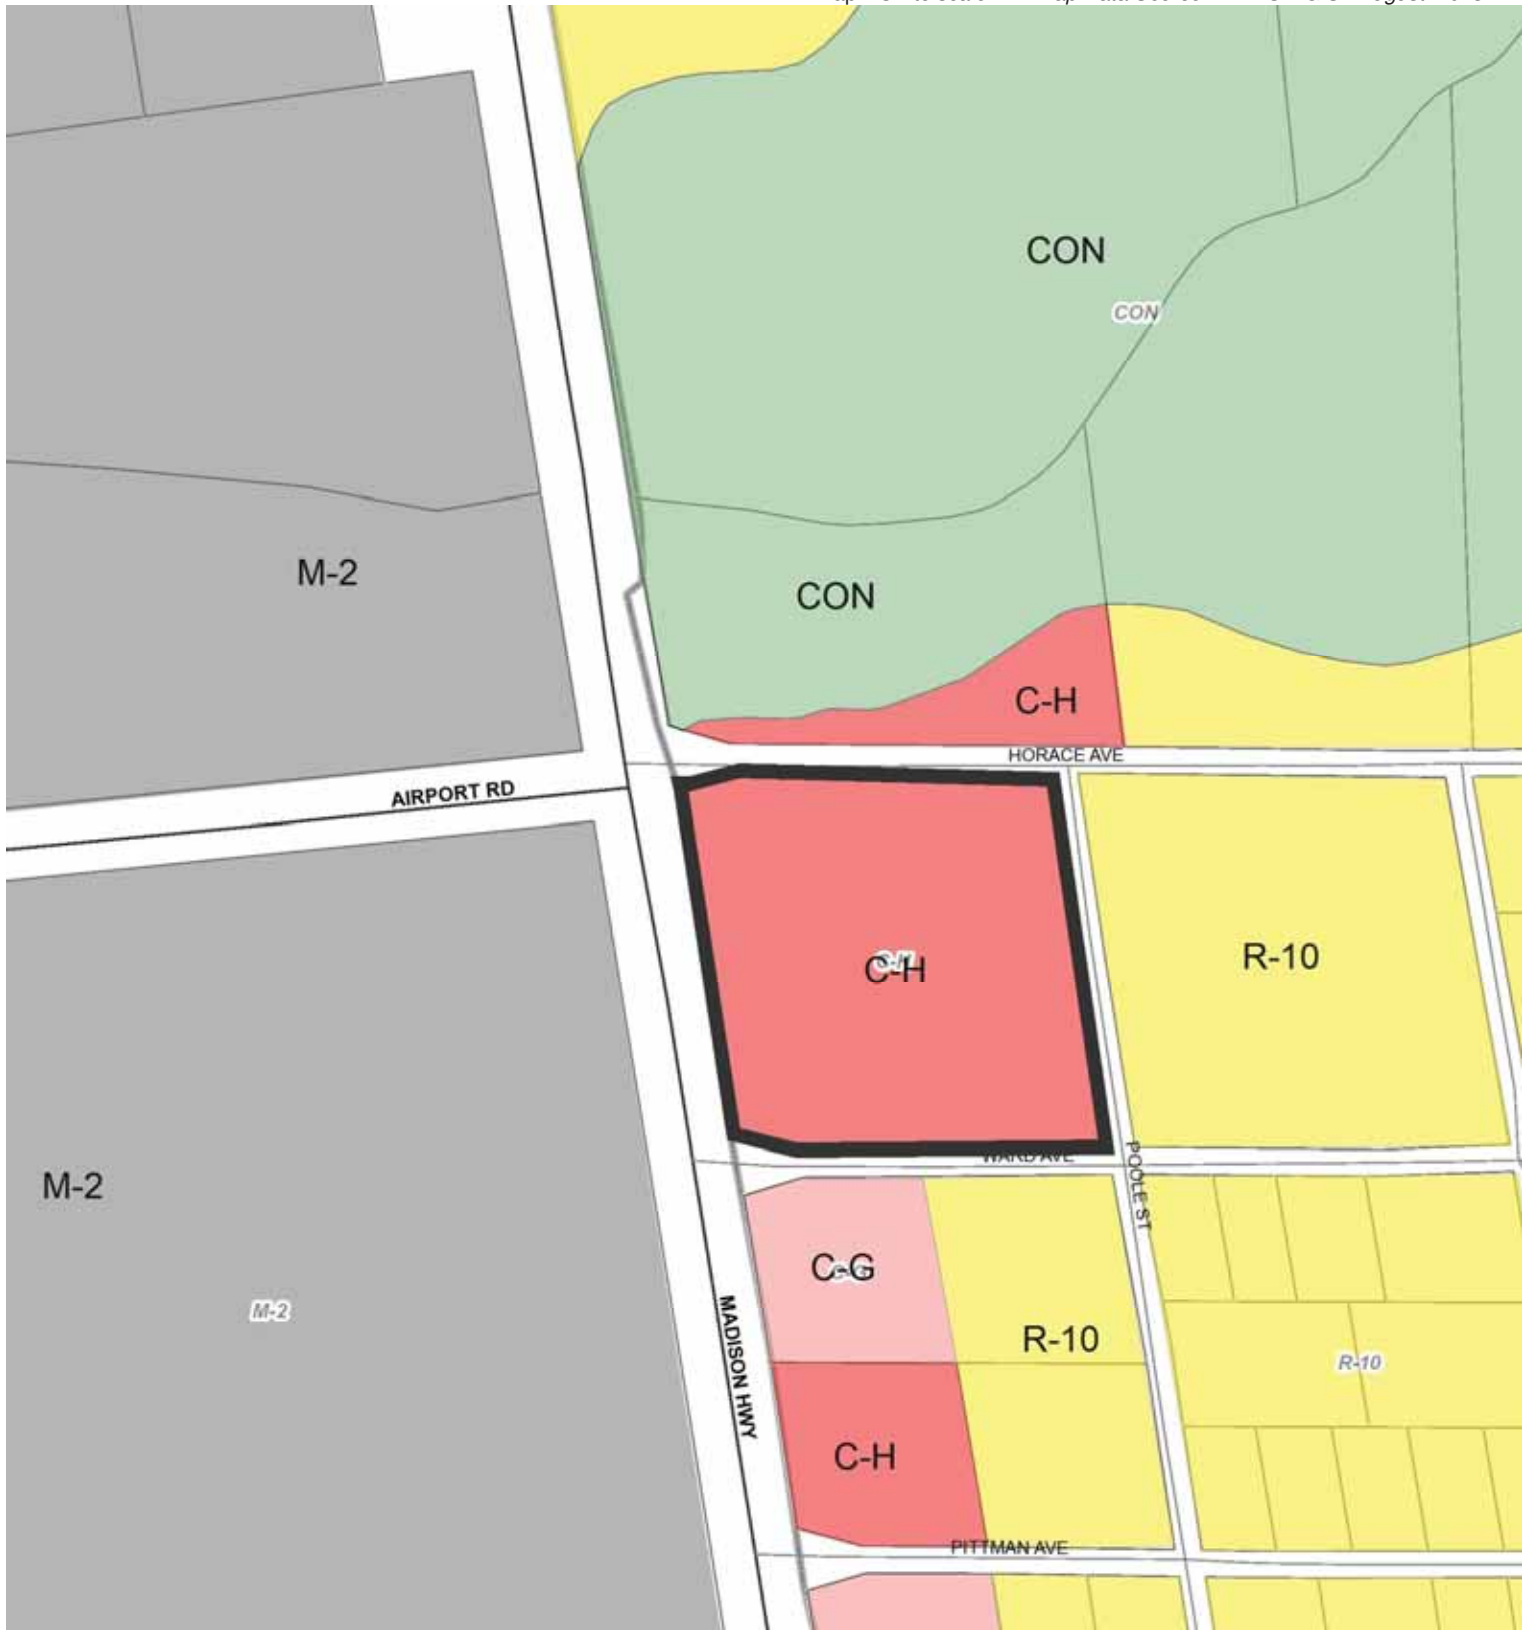 CON
CON
M-2
CON
C-H
HORACE AVE
AIRPORT RD
R-10
C-H
C-H
WARD AVE
POOLE ST
M-2
C-G
C-G
M-2
MADISON HWY
R-10
R-10
C-H
PITTMAN AVE